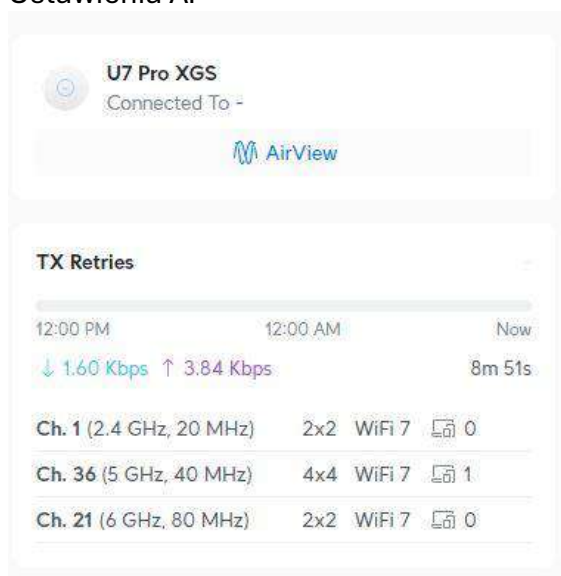 Ustawienia AP
U7 Pro XGS
Connected To -
AirView
TX Retries -
12:00 PM 12:00 AM Now
↓ 1.60 Kbps ↑ 3.84 Kbps 8m 51s
Ch. 1 (2.4 GHz, 20 MHz) 2x2 WiFi 7 0
Ch. 36 (5 GHz, 40 MHz) 4x4 WiFi 7 1
Ch. 21 (6 GHz, 80 MHz) 2x2 WiFi 7 0